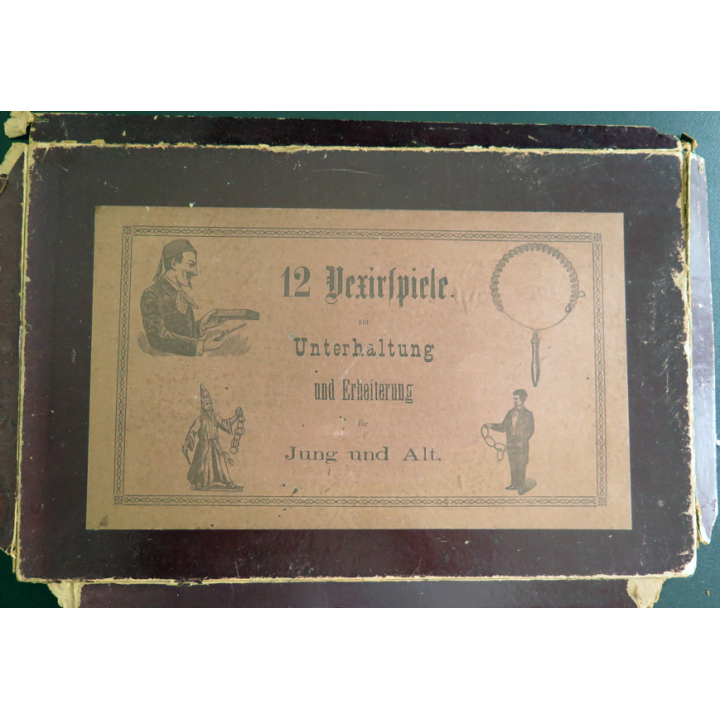 12 Vexirspiele.
zur
Unterhaltung
und Erheiterung
für
Jung und Alt.